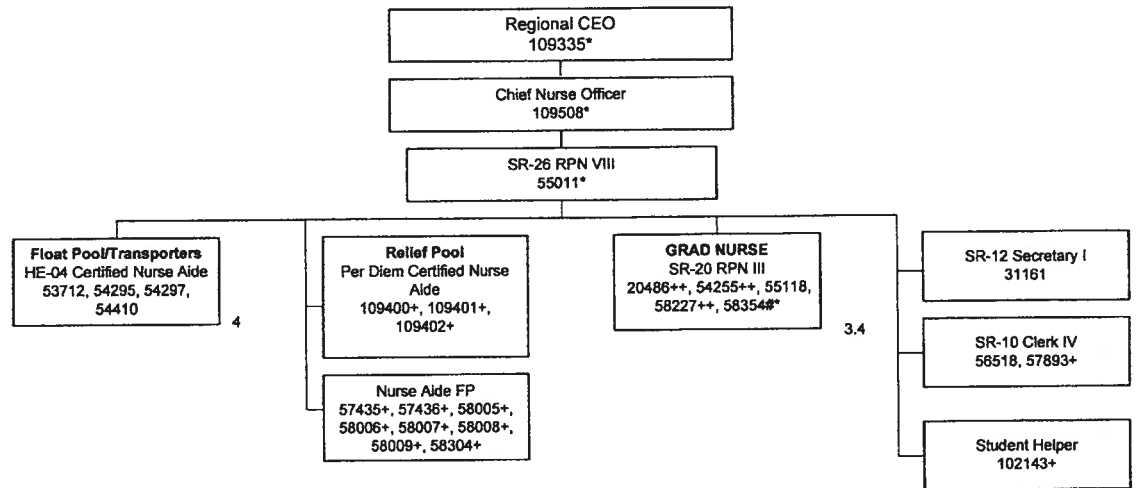 Regional CEO
109335*
Chief Nurse Officer
109508*
SR-26 RPN VIII
55011*
Float Pool/Transporters
HE-04 Certified Nurse Aide
53712, 54295, 54297,
54410
4
Relief Pool
Per Diem Certified Nurse
Aide
109400+, 109401+,
109402+
Nurse Aide FP
57435+, 57436+, 58005+,
58006+, 58007+, 58008+,
58009+, 58304+
GRAD NURSE
SR-20 RPN III
20486++, 54255++, 55118,
58227++, 58354#*
3.4
SR-12 Secretary I
31161
SR-10 Clerk IV
56518, 57893+
Student Helper
102143+